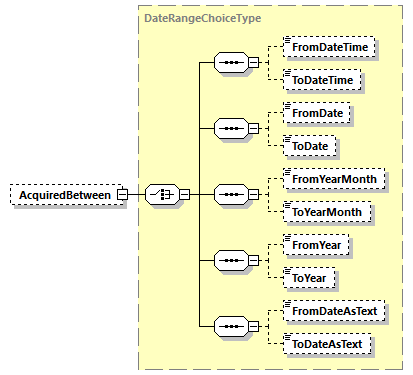 DateRangeChoiceType
FromDateTime
ToDateTime
FromDate
ToDate
AcquiredBetween
FromYearMonth
ToYearMonth
FromYear
ToYear
FromDateAsText
ToDateAsText